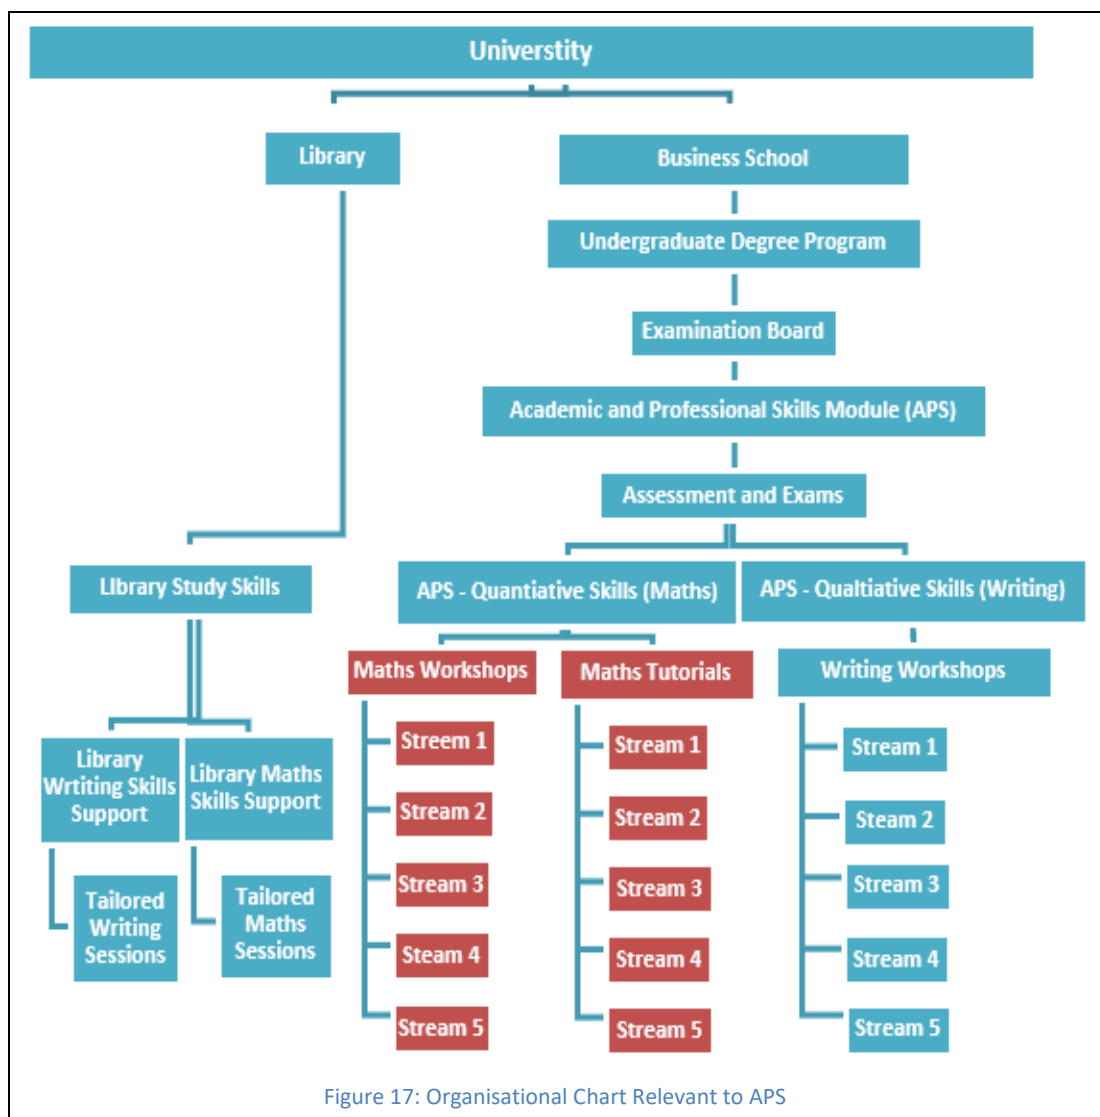 Universtity
Library
Business School
Undergraduate Degree Program
Examination Board
Academic and Professional Skills Module (APS)
Assessment and Exams
LIbrary Study Skills
APS - Quantiative Skills (Maths)
APS - Qualtiative Skills (Writing)
Maths Workshops
Maths Tutorials
Writing Workshops
Library
Wrtiting Skills
Support
Library Maths
Skills Support
Tailored
Writing
Sessions
Tailored
Maths
Sessions
Streem 1
Stream 2
Stream 3
Steam 4
Stream 5
Stream 1
Stream 2
Stream 3
Stream 4
Stream 5
Stream 1
Steam 2
Stream 3
Stream 4
Stream 5
Figure 17: Organisational Chart Relevant to APS